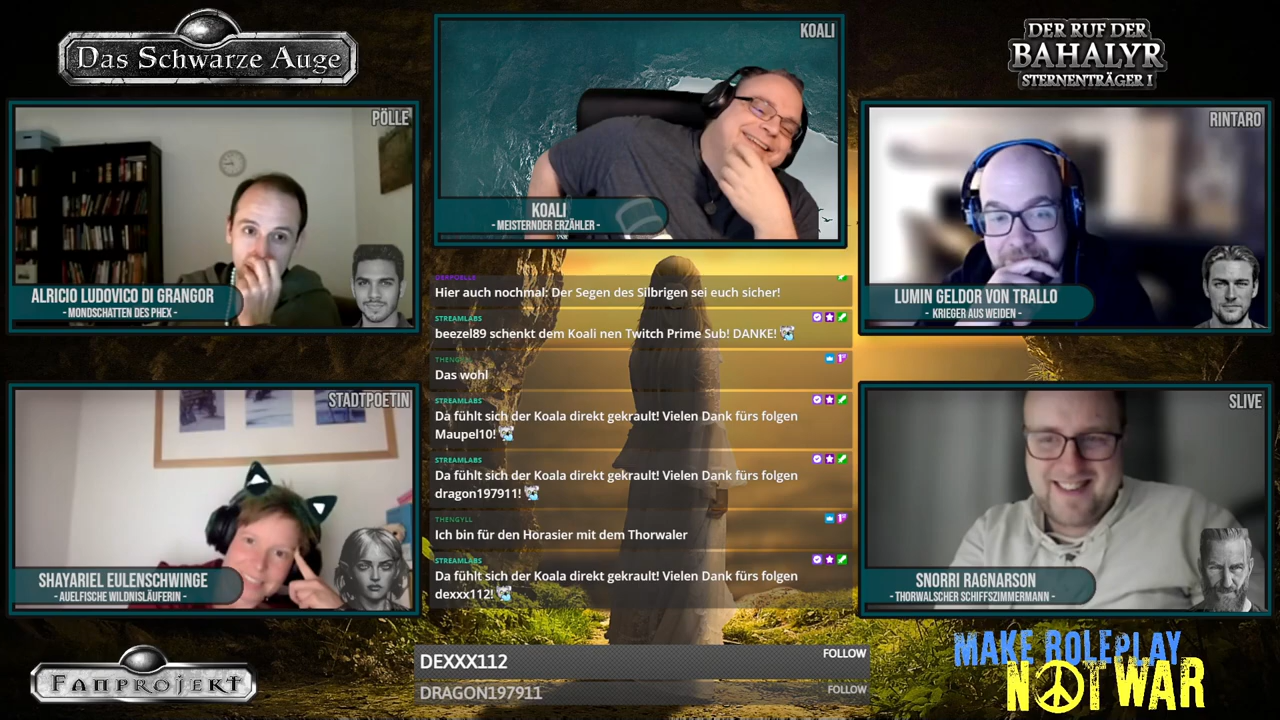 Das Schwarze Auge
KOALI
DER RUF DER
BAHALYR
STERNENTRÄGER I
PÖLLE
ALRICIO LUDOVICO DI GRANGOR
- MONDSCHATTEN DES PHEX -
KOALI
- MEISTERNDER ERZÄHLER -
RINTARO
LUMIN GELDOR VON TRALLO
- KRIEGER AUS WEIDEN -
DERPOELLE
Hier auch nochmal: Der Segen des Silbrigen sei euch sicher!
STREAMLABS
beezel89 schenkt dem Koali nen Twitch Prime Sub! DANKE!
THENGYLL
Das wohl
STREAMLABS
Da fühlt sich der Koala direkt gekrault! Vielen Dank fürs folgen
Maupel10!
STREAMLABS
Da fühlt sich der Koala direkt gekrault! Vielen Dank fürs folgen
dragon197911!
THENGYLL
Ich bin für den Horasier mit dem Thorwaler
STREAMLABS
Da fühlt sich der Koala direkt gekrault! Vielen Dank fürs folgen
dexxx112!
STADTPOETIN
SHAYARIEL EULENSCHWINGE
- AUELFISCHE WILDNISLÄUFERIN -
SLIVE
SNORRI RAGNARSON
- THORWALSCHER SCHIFFSZIMMERMANN -
FANPROJEKT
DEXXX112
FOLLOW
DRAGON197911
FOLLOW
MAKE ROLEPLAY
NOT WAR